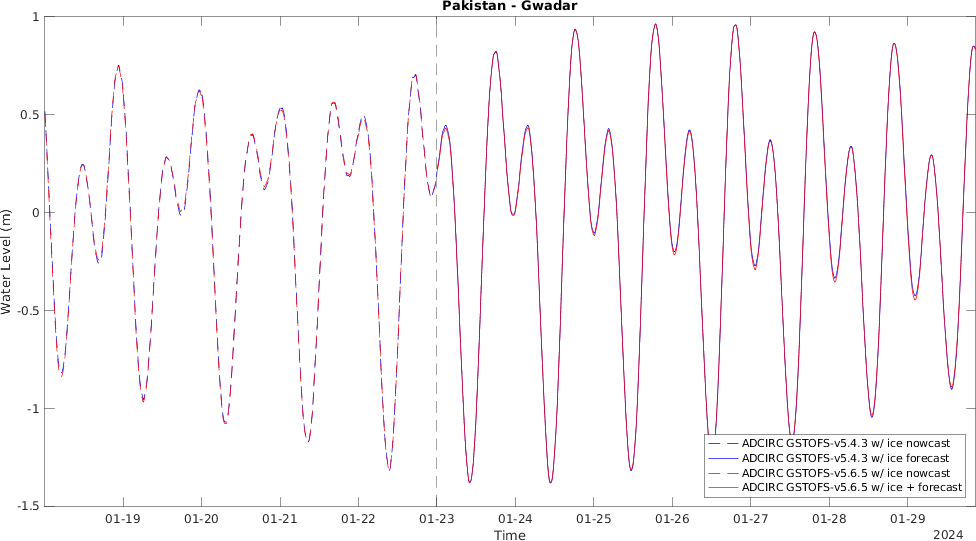 Pakistan - Gwadar
1
0.5
0
-0.5
-1
-1.5
Water Level (m)
01-19 01-20 01-21 01-22 01-23 01-24 01-25 01-26 01-27 01-28 01-29
Time
2024
ADCIRC GSTOFS-v5.4.3 w/ ice nowcast
ADCIRC GSTOFS-v5.4.3 w/ ice forecast
ADCIRC GSTOFS-v5.6.5 w/ ice nowcast
ADCIRC GSTOFS-v5.6.5 w/ ice + forecast